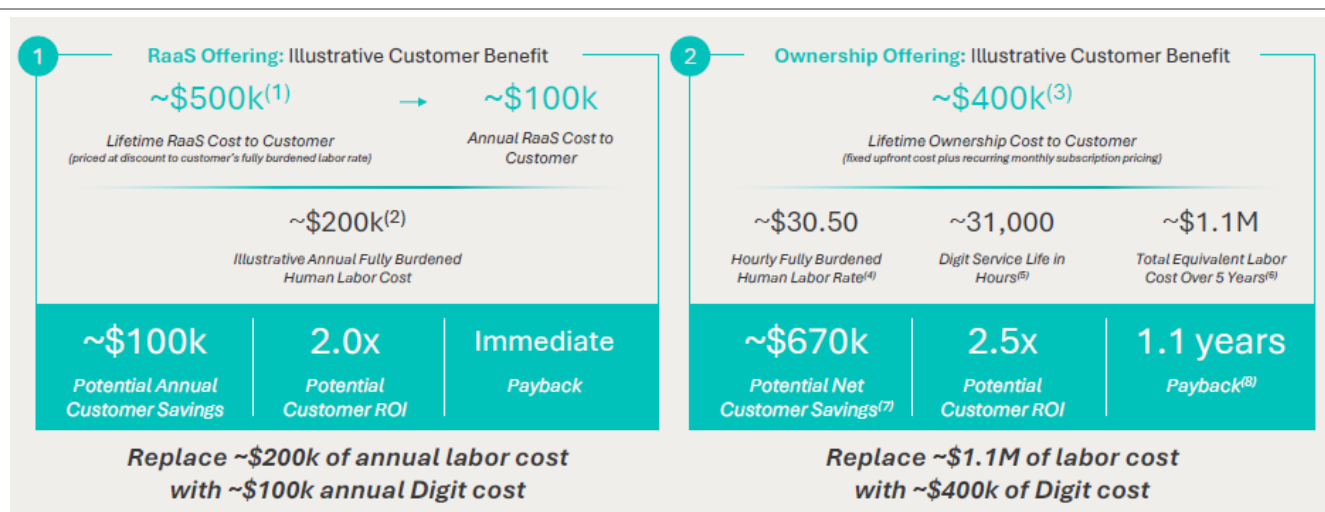 1
RaaS Offering: Illustrative Customer Benefit
~$500k(1) → ~$100k
Lifetime RaaS Cost to Customer
(priced at discount to customer's fully burdened labor rate)
Annual RaaS Cost to
Customer
~$200k(2)
Illustrative Annual Fully Burdened
Human Labor Cost
~$100k
Potential Annual
Customer Savings
2.0x
Potential
Customer ROI
Immediate
Payback
Replace ~$200k of annual labor cost
with ~$100k annual Digit cost
2
Ownership Offering: Illustrative Customer Benefit
~$400k(3)
Lifetime Ownership Cost to Customer
(fixed upfront cost plus recurring monthly subscription pricing)
~$30.50
Hourly Fully Burdened
Human Labor Rate(4)
~31,000
Digit Service Life in
Hours(5)
~$1.1M
Total Equivalent Labor
Cost Over 5 Years(6)
~$670k
Potential Net
Customer Savings(7)
2.5x
Potential
Customer ROI
1.1 years
Payback(8)
Replace ~$1.1M of labor cost
with ~$400k of Digit cost